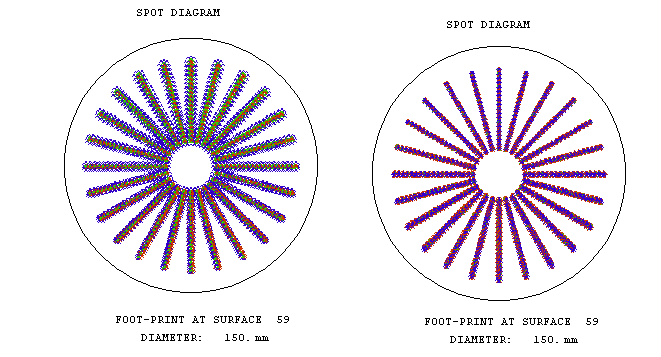 SPOT DIAGRAM
FOOT-PRINT AT SURFACE 59
DIAMETER: 150. mm
SPOT DIAGRAM
FOOT-PRINT AT SURFACE 59
DIAMETER: 150. mm